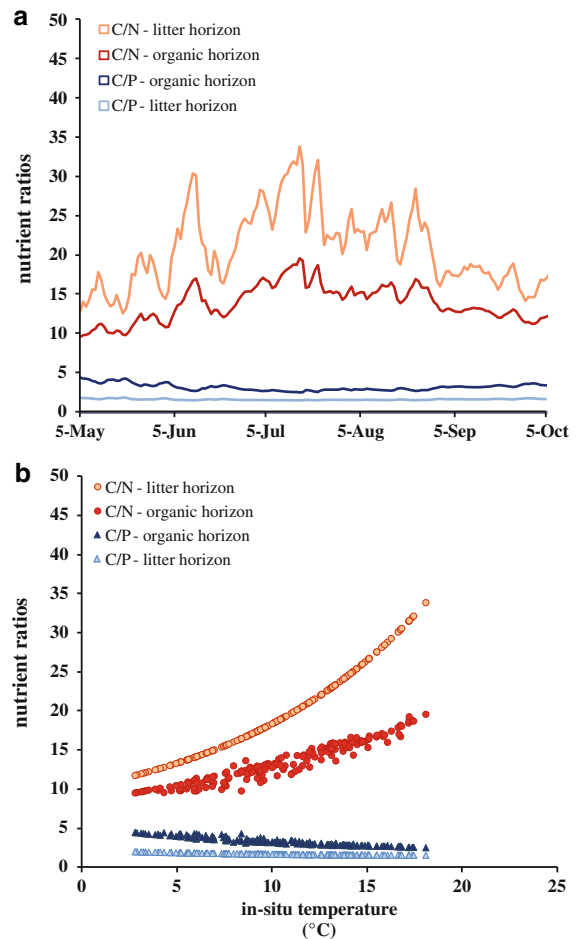 a
50
45
40
35
30
25
20
15
10
5
0
nutrient ratios
C/N - litter horizon
C/N - organic horizon
C/P - organic horizon
C/P - litter horizon
5-May 5-Jun 5-Jul 5-Aug 5-Sep 5-Oct
b
50
45
40
35
30
25
20
15
10
5
0
nutrient ratios
C/N - litter horizon
C/N - organic horizon
C/P - organic horizon
C/P - litter horizon
0 5 10 15 20 25
in-situ temperature
(°C)